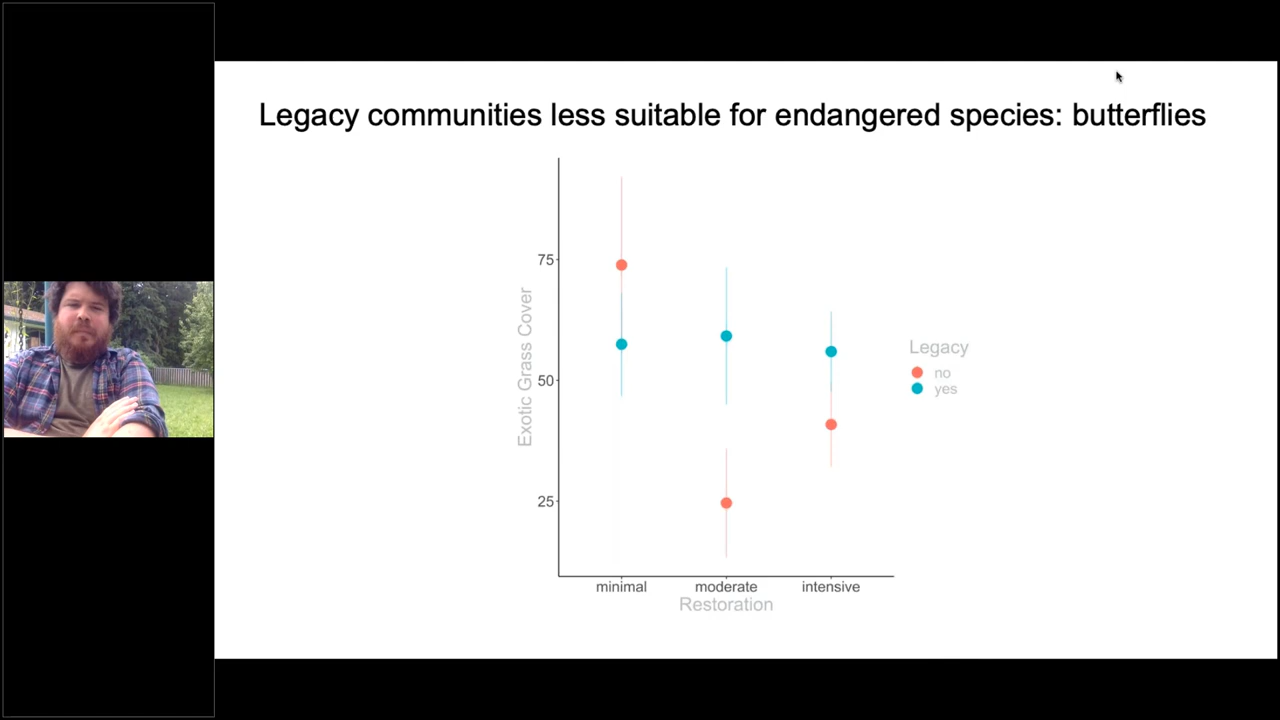 Legacy communities less suitable for endangered species: butterflies
75
50
25
Exotic Grass Cover
minimal moderate intensive
Restoration
Legacy
no
yes